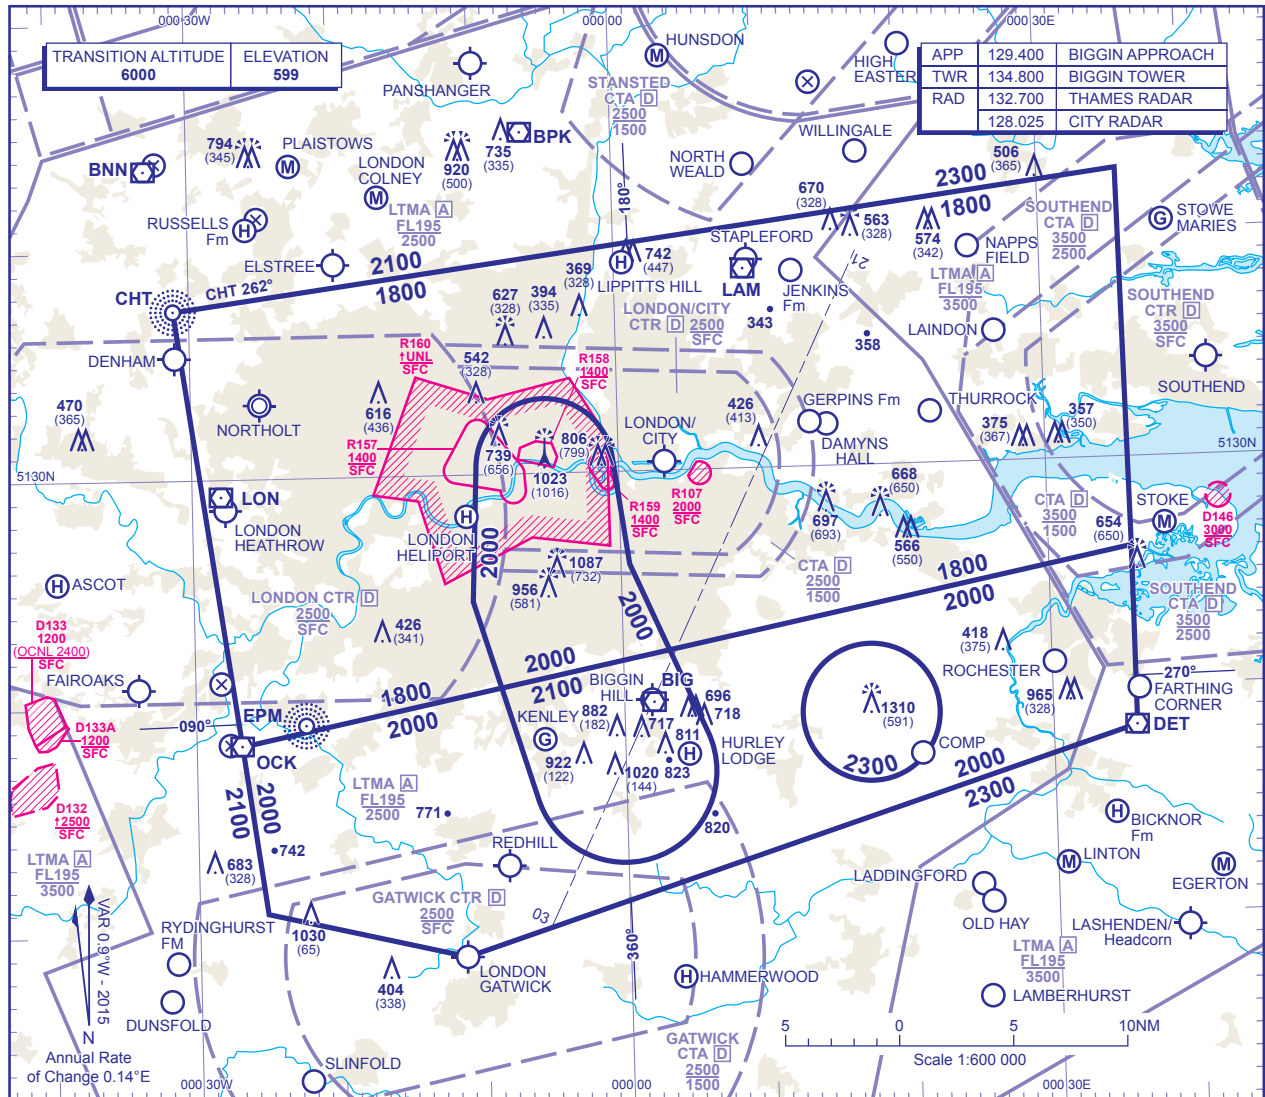 000 30W
000 00
000 30E
TRANSITION ALTITUDE
6000
ELEVATION
599
APP 129.400 BIGGIN APPROACH
TWR 134.800 BIGGIN TOWER
RAD 132.700 THAMES RADAR
128.025 CITY RADAR
HUNSDON
HIGH
EASTER
PANSHANGER
STANSTED
CTA D
2500
1500
794
(345)
PLAISTOWS
920
(500)
735
(335)
BPK
WILLINGALE
BNN
LONDON
COLNEY
NORTH
WEALD
506
(365)
RUSSELLS
Fm
LTMA A
FL195
2500
180°
670
(328)
563
(328)
2300
1800
574
(342)
SOUTHEND
CTA D
3500
2500
STOWE
MARIES
NAPPS
FIELD
ELSTREE
2100
1800
742
(447)
STAPLEFORD
21
LIPPITTS HILL
LAM
JENKINS
Fm
LTMA A
FL195
3500
CHT
CHT 262°
369
(328)
627
(328)
394
(335)
LONDON/CITY
CTR D 2500
SFC
343
358
LAINDON
SOUTHEND
CTR D
3500
SFC
DENHAM
R160
↑UNL
SFC
542
(328)
R158
1400
SFC
SOUTHEND
470
(365)
NORTHOLT
616
(436)
426
(413)
GERPINS Fm
THURROCK
DAMYNS
HALL
375
(367)
357
(350)
5130N
R157
1400
SFC
739
(656)
806
(799)
LONDON/
CITY
5130N
1023
(1016)
LON
LONDON
HEATHROW
LONDON
HELIPORT
R159
1400
SFC
R107
2000
SFC
668
(650)
697
(693)
566
(550)
CTA D
3500
1500
STOKE
D146
3000
SFC
654
(650)
2000
1087
(732)
956
(581)
2000
CTA D
2500
1500
1800
2000
ASCOT
LONDON CTR D
2500
SFC
426
(341)
SOUTHEND
CTA D
3500
2500
D133
1200
(OCNL 2400)
SFC
418
(375)
ROCHESTER
FAIROAKS
2000
2100
BIGGIN
HILL
BIG
270°
FARTHING
CORNER
965
(328)
1800
2000
D133A
1200
SFC
090°
EPM
KENLEY
882
(182)
717
696
718
811
1310
(591)
DET
OCK
922
(122)
1020
(144)
823
HURLEY
LODGE
COMP
2300
2000
2300
D132
↑2500
SFC
2100
2000
LTMA A
FL195
2500
771
820
BICKNOR
Fm
LTMA A
FL195
3500
683
(328)
742
REDHILL
LINTON
EGERTON
LADDINGFORD
OLD HAY
GATWICK CTR D
2500
SFC
03
LASHENDEN/
Headcorn
VAR 0.9°W - 2015
RYDINGHURST
FM
1030
(65)
360°
LTMA A
FL195
3500
404
(338)
LONDON
GATWICK
HAMMERWOOD
LAMBERHURST
DUNSFOLD
N
Annual Rate
of Change 0.14°E
SLINFOLD
GATWICK
CTA D
2500
1500
5 0 5 10NM
Scale 1:600 000
000 30W
000 00
000 30E